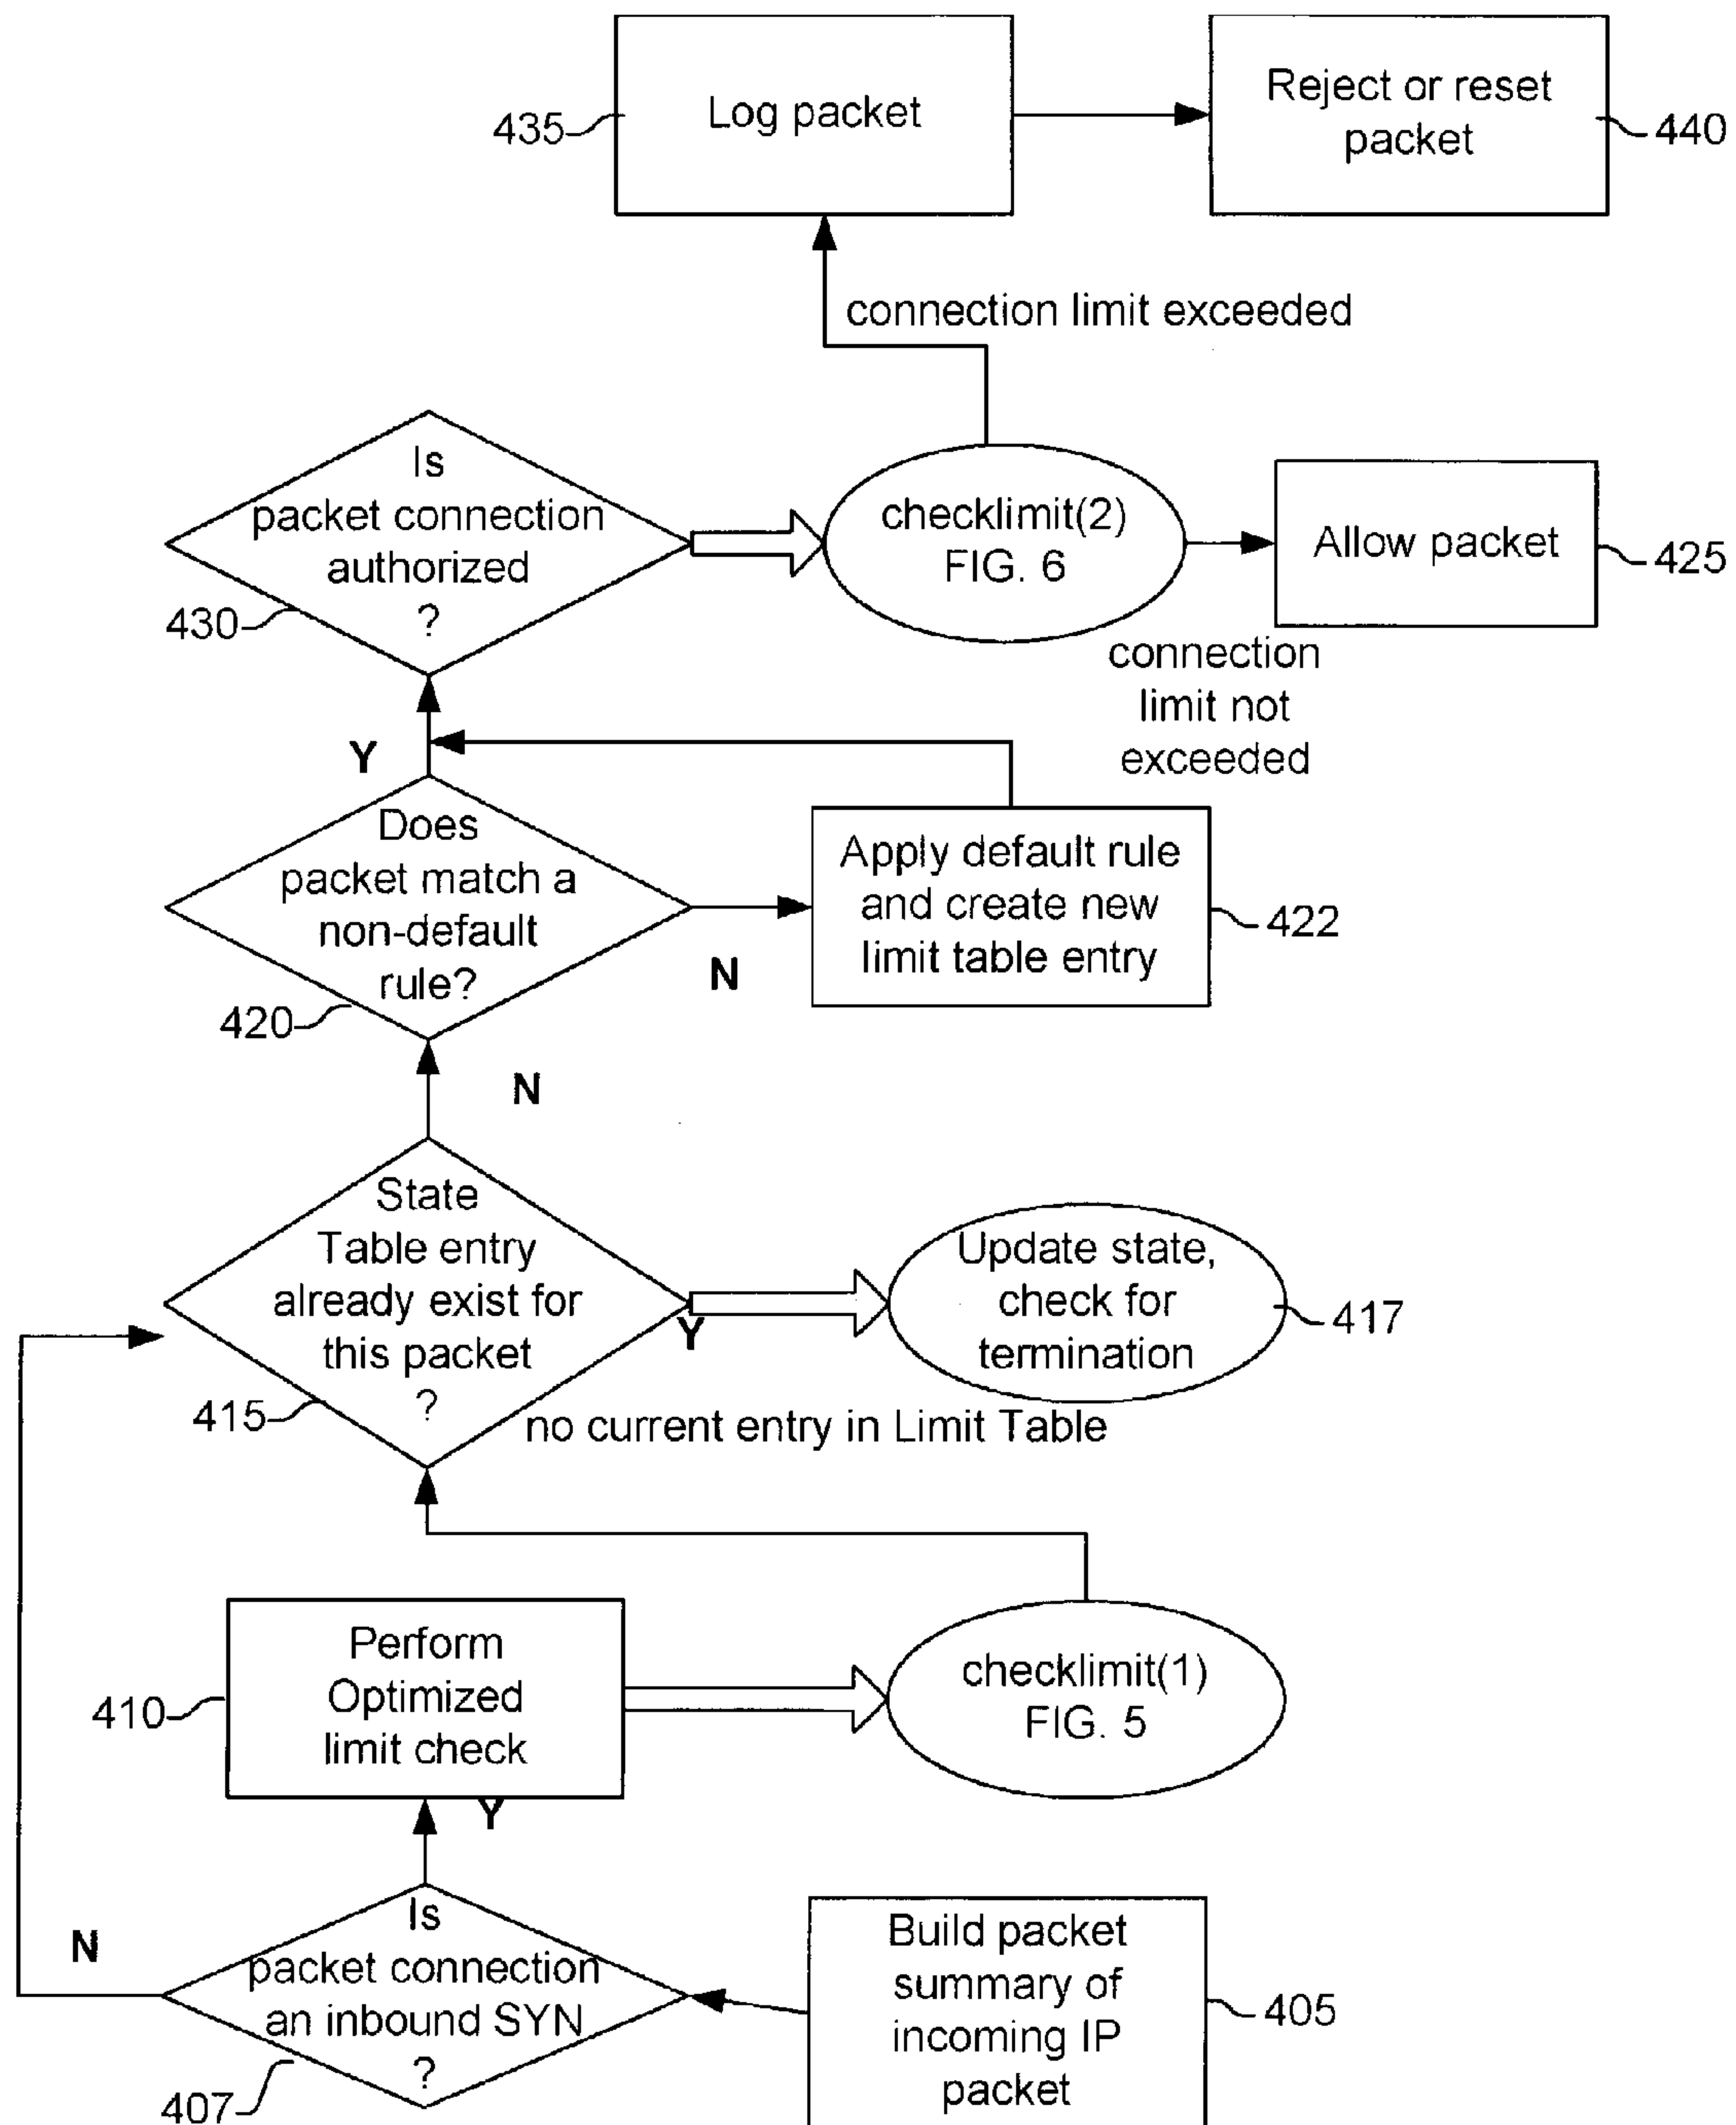 Log packet
435
Reject or reset
packet
440
connection limit exceeded
Is
packet connection
authorized
?
430
checklimit(2)
FIG. 6
Allow packet
425
connection
limit not
exceeded
Y
Does
packet match a
non-default
rule?
420
N
Apply default rule
and create new
limit table entry
422
N
State
Table entry
already exist for
this packet
?
415
Y
Update state,
check for
termination
417
no current entry in Limit Table
Perform
Optimized
limit check
410
checklimit(1)
FIG. 5
Y
N
Is
packet connection
an inbound SYN
?
407
Build packet
summary of
incoming IP
packet
405